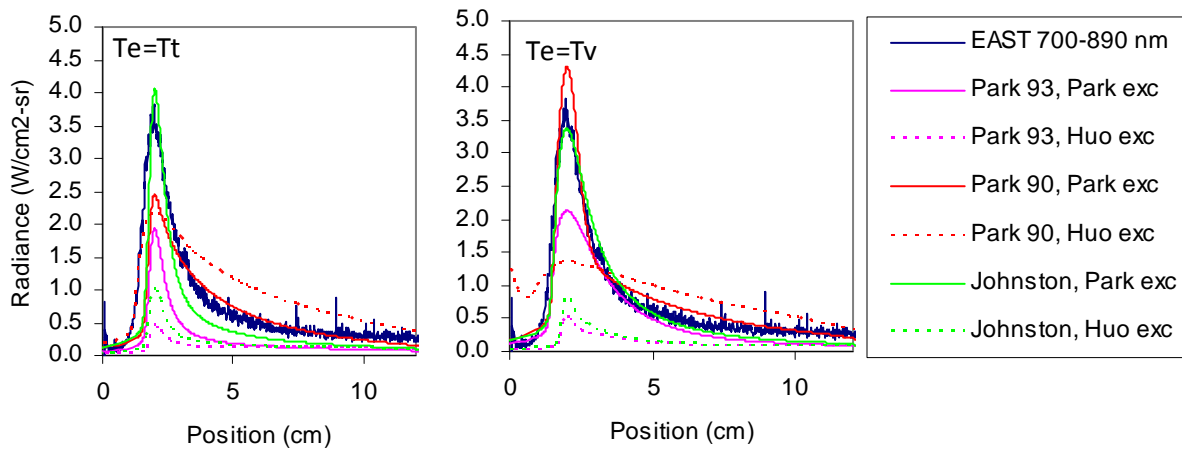 Te=Tt
Radiance (W/cm2-sr)
5.0
4.5
4.0
3.5
3.0
2.5
2.0
1.5
1.0
0.5
0.0
0
5
10
Position (cm)
Te=Tv
5.0
4.5
4.0
3.5
3.0
2.5
2.0
1.5
1.0
0.5
0.0
0
5
10
Position (cm)
EAST 700-890 nm
Park 93, Park exc
Park 93, Huo exc
Park 90, Park exc
Park 90, Huo exc
Johnston, Park exc
Johnston, Huo exc